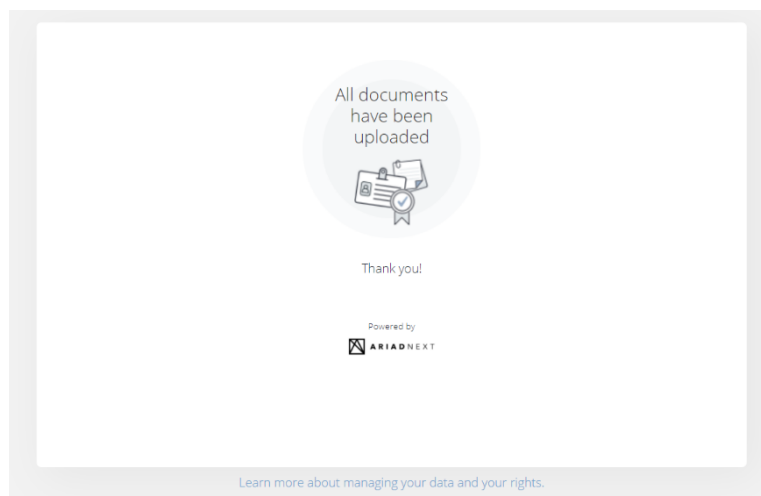 All documents
have been
uploaded
Thank you!
Powered by
ARIADNEXT
Learn more about managing your data and your rights.